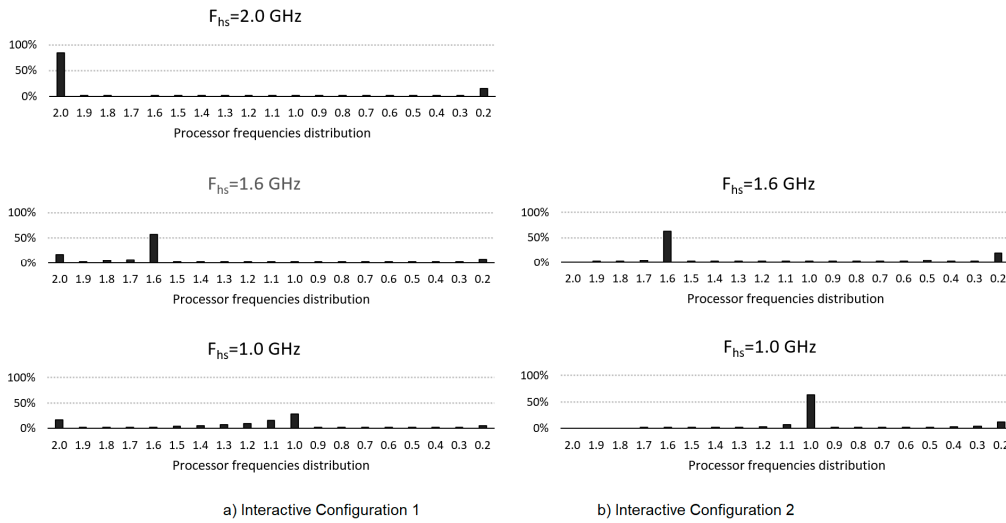 F_hs=2.0 GHz
100%
50%
0%
2.0 1.9 1.8 1.7 1.6 1.5 1.4 1.3 1.2 1.1 1.0 0.9 0.8 0.7 0.6 0.5 0.4 0.3 0.2
Processor frequencies distribution
F_hs=1.6 GHz
100%
50%
0%
2.0 1.9 1.8 1.7 1.6 1.5 1.4 1.3 1.2 1.1 1.0 0.9 0.8 0.7 0.6 0.5 0.4 0.3 0.2
Processor frequencies distribution
F_hs=1.0 GHz
100%
50%
0%
2.0 1.9 1.8 1.7 1.6 1.5 1.4 1.3 1.2 1.1 1.0 0.9 0.8 0.7 0.6 0.5 0.4 0.3 0.2
Processor frequencies distribution
a) Interactive Configuration 1
F_hs=1.6 GHz
100%
50%
0%
2.0 1.9 1.8 1.7 1.6 1.5 1.4 1.3 1.2 1.1 1.0 0.9 0.8 0.7 0.6 0.5 0.4 0.3 0.2
Processor frequencies distribution
F_hs=1.0 GHz
100%
50%
0%
2.0 1.9 1.8 1.7 1.6 1.5 1.4 1.3 1.2 1.1 1.0 0.9 0.8 0.7 0.6 0.5 0.4 0.3 0.2
Processor frequencies distribution
b) Interactive Configuration 2